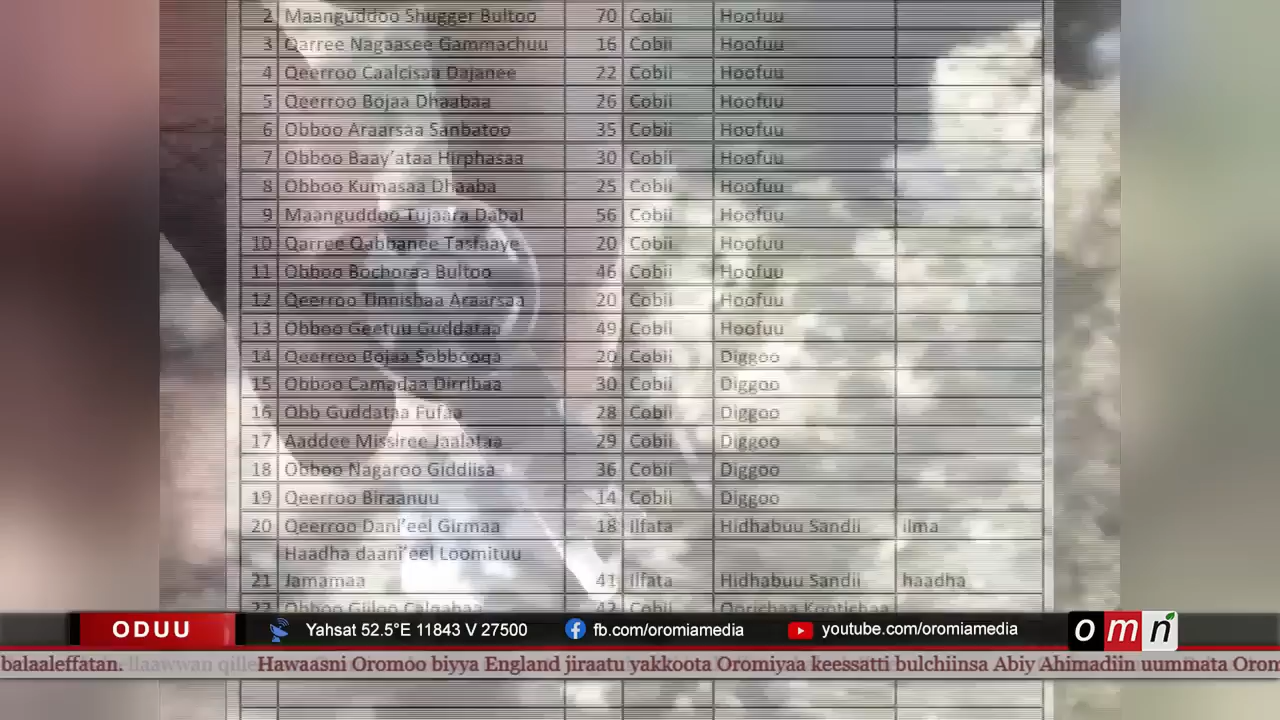 2 Maanguddoo Shugger Bultoo 70 Cobii Hoofuu
3 Qarree Nagaasee Gammachuu 16 Cobii Hoofuu
4 Qeerroo Caalcisaa Dajanee 22 Cobii Hoofuu
5 Qeerroo Bojaa Dhaabaa 26 Cobii Hoofuu
6 Obboo Araarsaa Sanbatoo 35 Cobii Hoofuu
7 Obboo Baay'ataa Hirphasaa 30 Cobii Hoofuu
8 Obboo Kumasaa Dhaaba 25 Cobii Hoofuu
9 Maanguddoo Tujaara Dabal 56 Cobii Hoofuu
10 Qarree Qabbanee Tasfaaye 20 Cobii Hoofuu
11 Obboo Bochoraa Bultoo 46 Cobii Hoofuu
12 Qeerroo Tinnishaa Araarsaa 20 Cobii Hoofuu
13 Obboo Geetuu Guddataa 49 Cobii Hoofuu
14 Qeerroo Bojaa Sobbooqa 20 Cobii Diggoo
15 Obboo Camadaa Dirribaa 30 Cobii Diggoo
16 Obb Guddataa Fufaa 28 Cobii Diggoo
17 Aaddee Missiree Jaalataa 29 Cobii Diggoo
18 Obboo Nagaroo Giddiisa 36 Cobii Diggoo
19 Qeerroo Biraanuu 14 Cobii Diggoo
20 Qeerroo Dani'eel Girmaa 18 Ilfata Hidhabuu Sandii ilma
Haadha daani'eel Loomituu
21 Jamamaa 41 Ilfata Hidhabuu Sandii haadha
22 Obboo 42 Cobii
ODUU Yahsat 52.5°E 11843 V 27500 fb.com/oromiamedia youtube.com/oromiamedia omn
balaaleffatan. Hawaasni Oromoo biyya England jiraatu yakkoota Oromiyaa keessatti bulchiinsa Abiy Ahimadiin uummata Orom